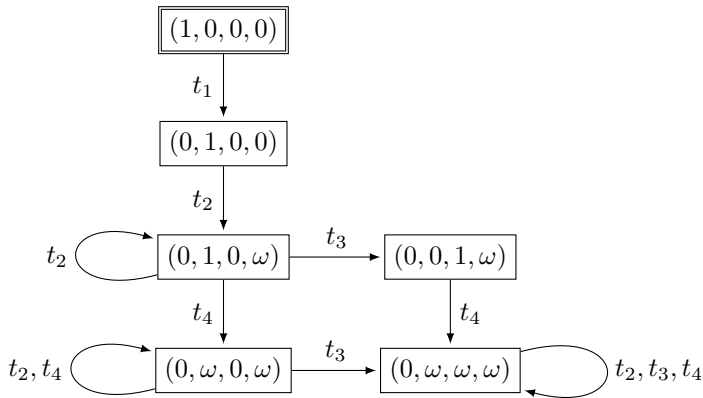 (1, 0, 0, 0)
t₁
(0, 1, 0, 0)
t₂
t₂ (0, 1, 0, ω) t₃ (0, 0, 1, ω)
t₄ t₄
t₂, t₄ (0, ω, 0, ω) t₃ (0, ω, ω, ω) t₂, t₃, t₄